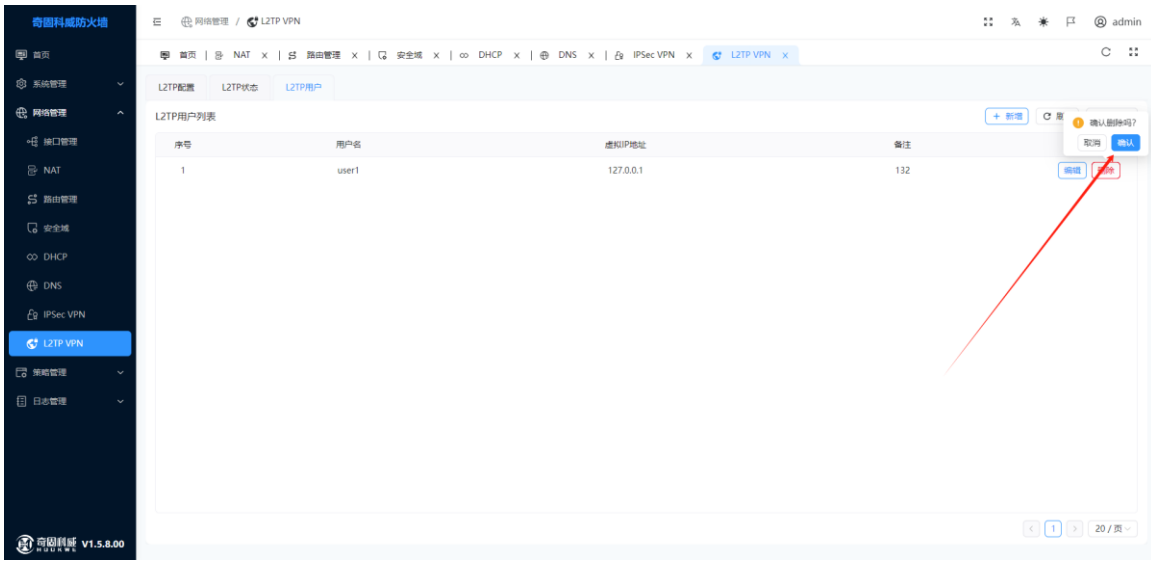 奇固科威防火墙
网络管理 / L2TP VPN
admin
首页 | NAT x | 路由管理 x | 安全域 x | DHCP x | DNS x | IPSec VPN x L2TP VPN x
首页
系统管理
网络管理
接口管理
NAT
路由管理
安全域
DHCP
DNS
IPSec VPN
L2TP VPN
策略管理
日志管理
奇固科威 V1.5.8.00
L2TP配置 L2TP状态 L2TP用户
L2TP用户列表
+ 新增
确认删除吗?
取消 确认
序号 用户名 虚拟IP地址 备注
1 user1 127.0.0.1 132 编辑 删除
< 1 > 20 / 页